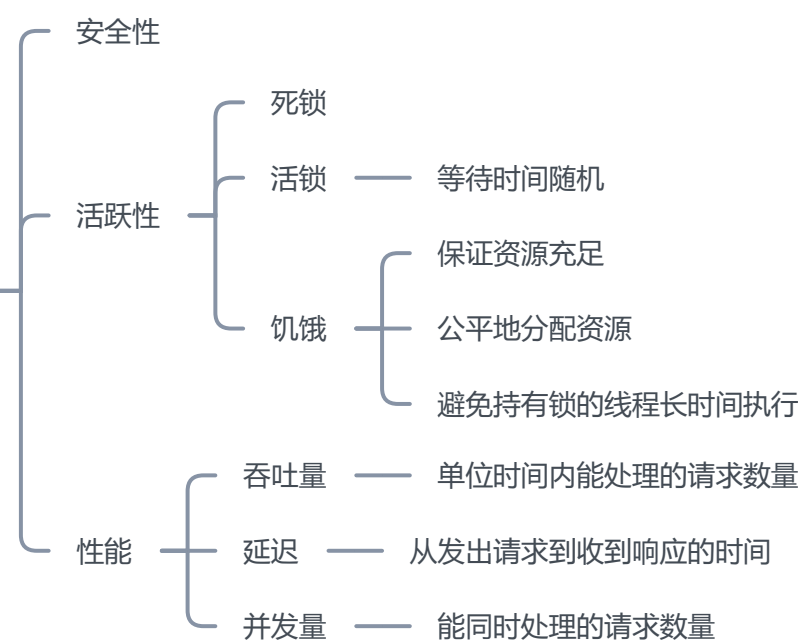 安全性
活跃性
死锁
活锁
等待时间随机
饥饿
保证资源充足
公平地分配资源
避免持有锁的线程长时间执行
性能
吞吐量
单位时间内能处理的请求数量
延迟
从发出请求到收到响应的时间
并发量
能同时处理的请求数量